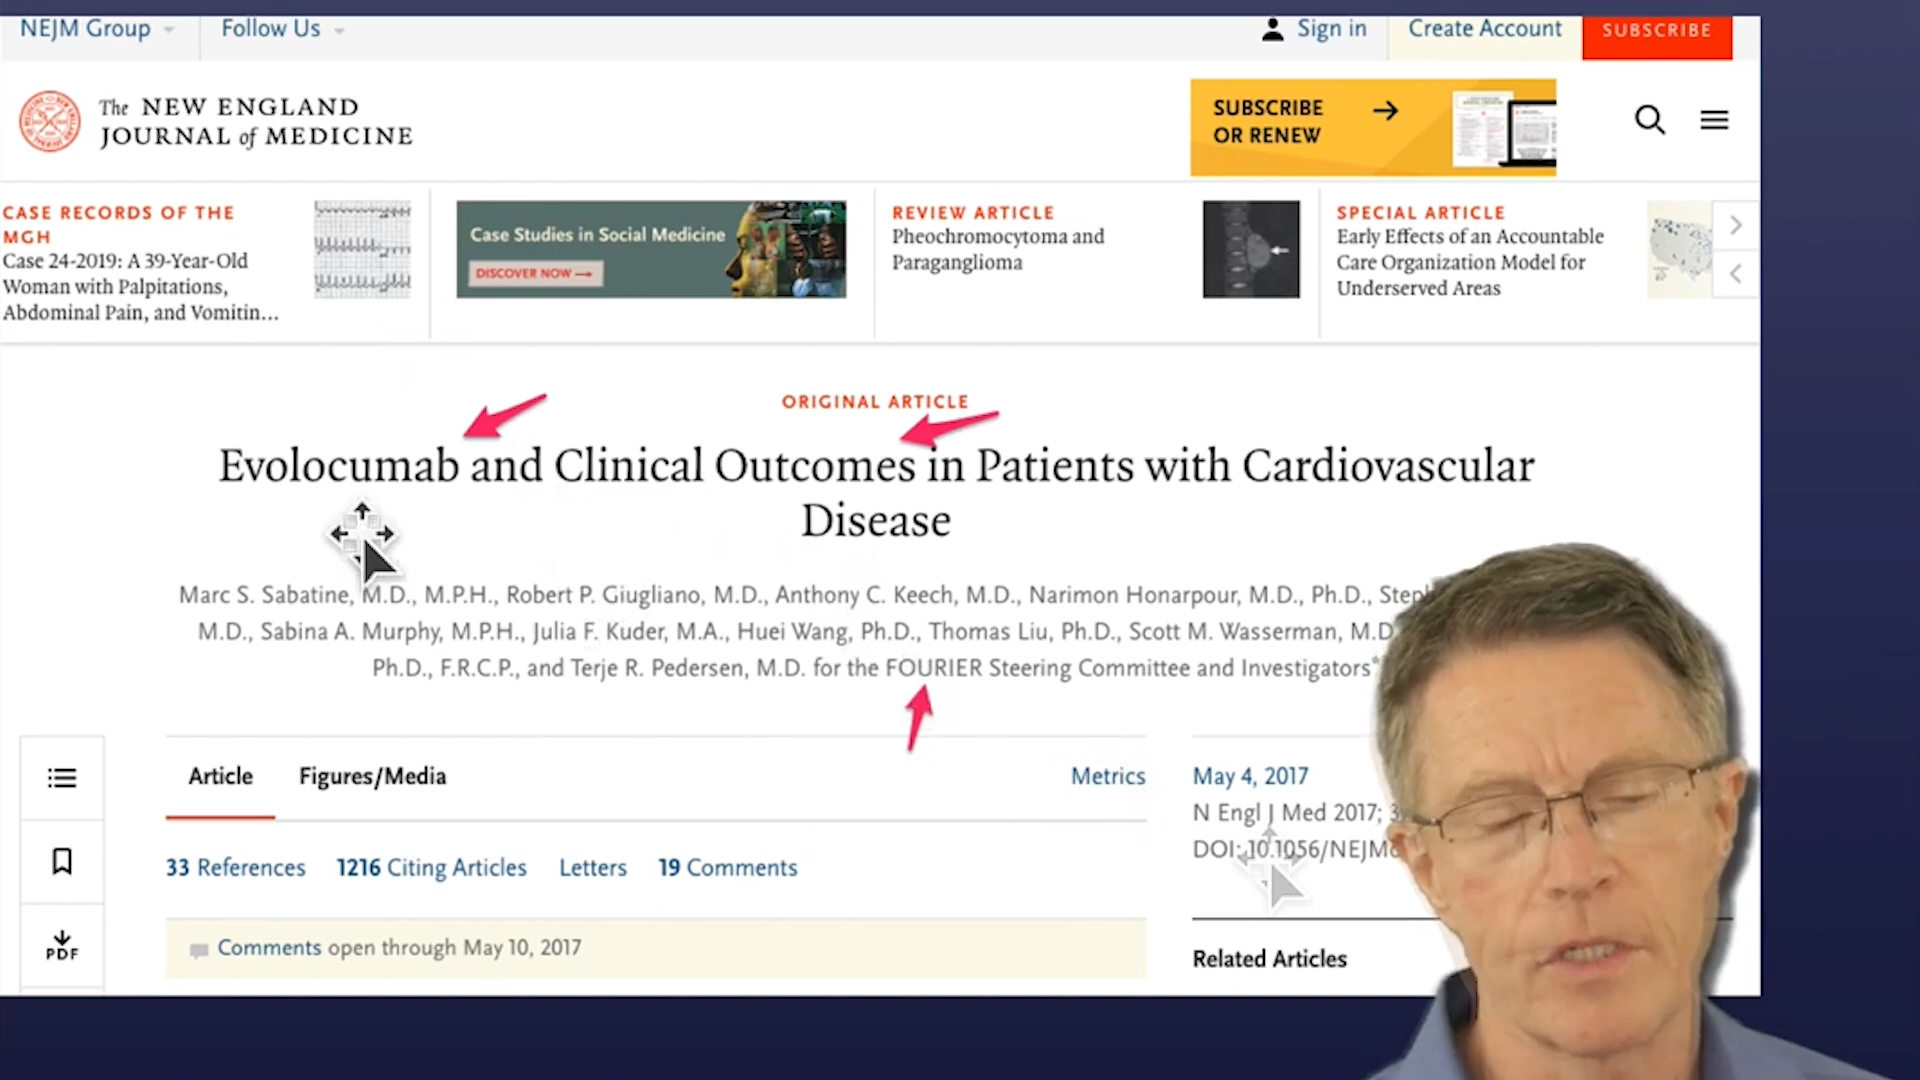 NEJM Group
Follow Us
Sign in
Create Account
SUBSCRIBE
The NEW ENGLAND
JOURNAL of MEDICINE
SUBSCRIBE
OR RENEW
CASE RECORDS OF THE
MGH
Case 24-2019: A 39-Year-Old
Woman with Palpitations,
Abdominal Pain, and Vomitin...
Case Studies in Social Medicine
DISCOVER NOW
REVIEW ARTICLE
Pheochromocytoma and
Paraganglioma
SPECIAL ARTICLE
Early Effects of an Accountable
Care Organization Model for
Underserved Areas
ORIGINAL ARTICLE
Evolocumab and Clinical Outcomes in Patients with Cardiovascular
Disease
Marc S. Sabatine, M.D., M.P.H., Robert P. Giugliano, M.D., Anthony C. Keech, M.D., Narimon Honarpour, M.D., Ph.D.,
M.D., Sabina A. Murphy, M.P.H., Julia F. Kuder, M.A., Huei Wang, Ph.D., Thomas Liu, Ph.D., Scott M. Wasserman, M.D.
Ph.D., F.R.C.P., and Terje R. Pedersen, M.D. for the FOURIER Steering Committee and Investigators*
Article
Figures/Media
Metrics
33 References
1216 Citing Articles
Letters
19 Comments
Comments open through May 10, 2017
PDF
May 4, 2017
N Engl J Med 2017;
DOI: 10.1056/NEJM
Related Articles